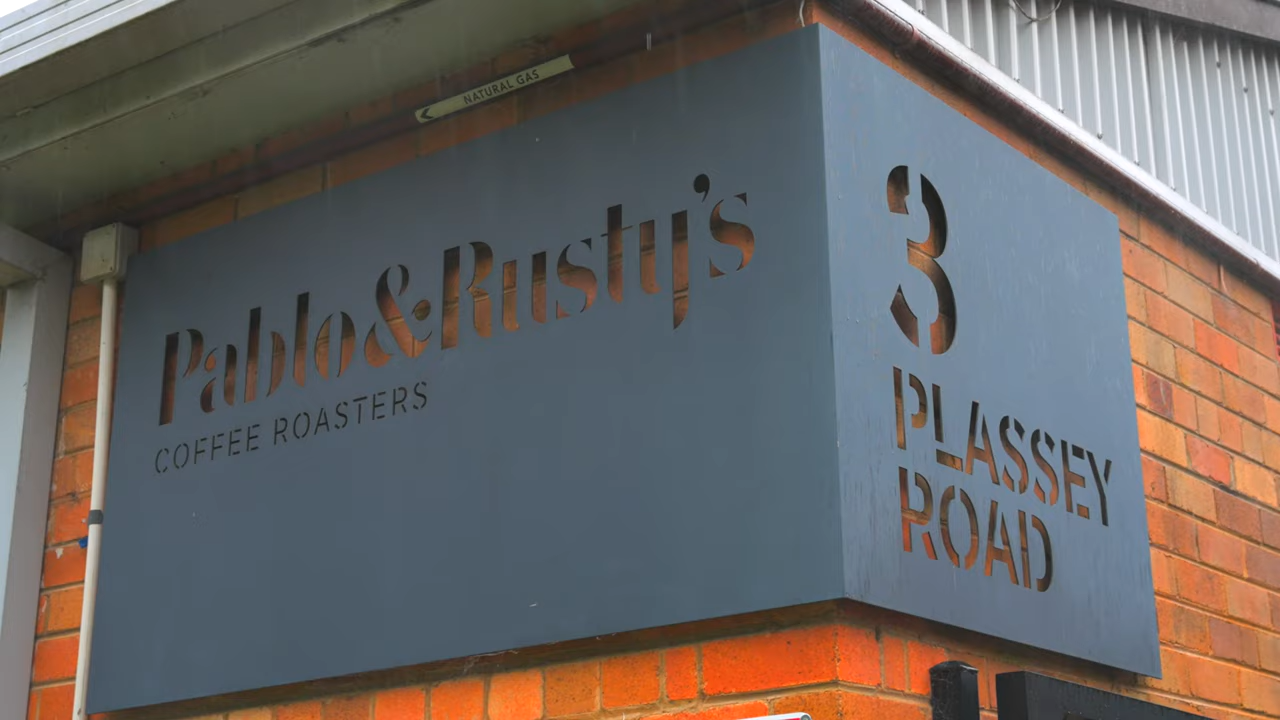 NATURAL GAS
Pablo&Rusty's
COFFEE ROASTERS
3
PLASSEY
ROAD